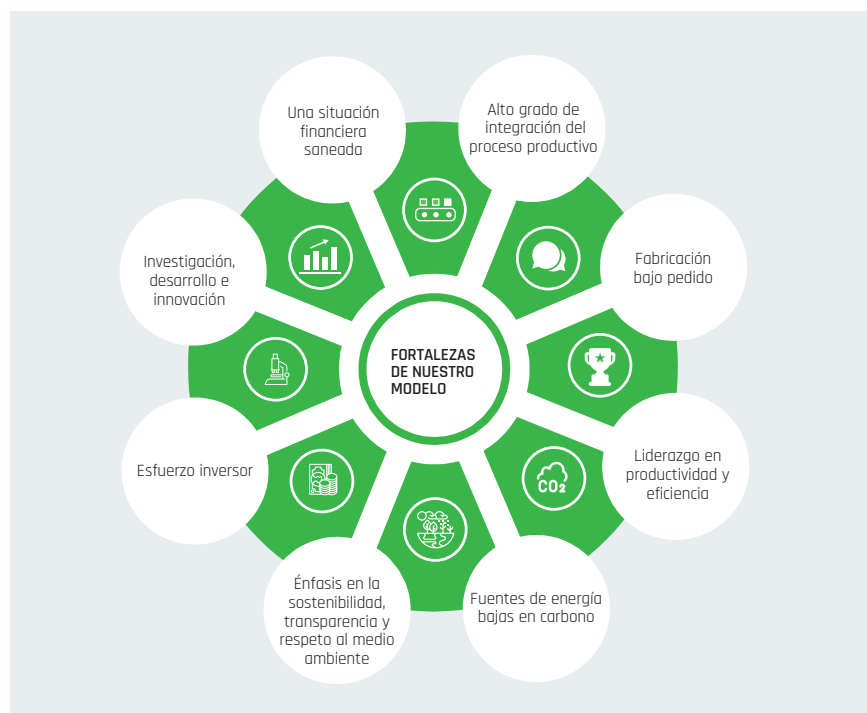 Una situación
financiera
saneada
Alto grado de
integración del
proceso productivo
Fabricación
bajo pedido
Liderazgo en
productividad y
eficiencia
Fuentes de energía
bajas en carbono
Énfasis en la
sostenibilidad,
transparencia y
respeto al medio
ambiente
Esfuerzo inversor
Investigación,
desarrollo e
innovación
FORTALEZAS
DE NUESTRO
MODELO
CO₂